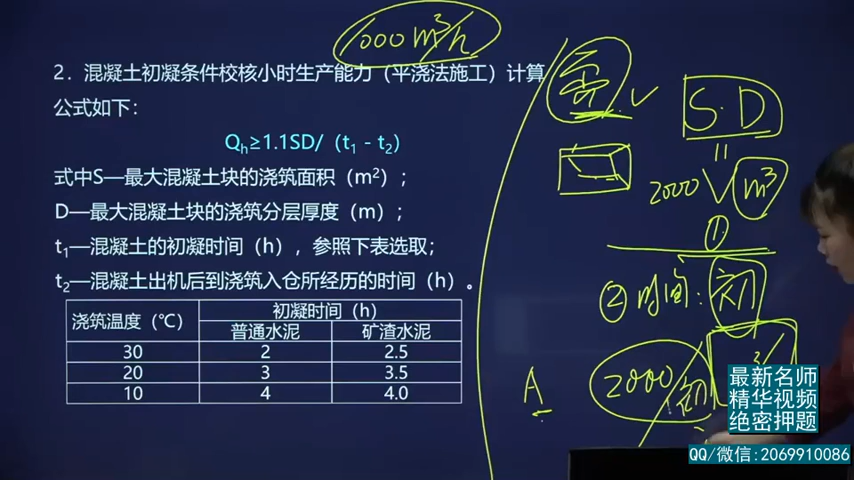 1000m³/h
2．混凝土初凝条件校核小时生产能力（平浇法施工）计算
公式如下：
Qh≥1.1SD/（t1 - t2）
式中S—最大混凝土块的浇筑面积（m²）；
D—最大混凝土块的浇筑分层厚度（m）；
t1—混凝土的初凝时间（h），参照下表选取；
t2—混凝土出机后到浇筑入仓所经历的时间（h）。
浇筑温度（℃） 初凝时间（h）
普通水泥 矿渣水泥
30 2 2.5
20 3 3.5
10 4 4.0
S·D
2000 V m³
①
② 时间：初
A 2000/初
最新名师
精华视频
绝密押题
QQ/微信:2069910086